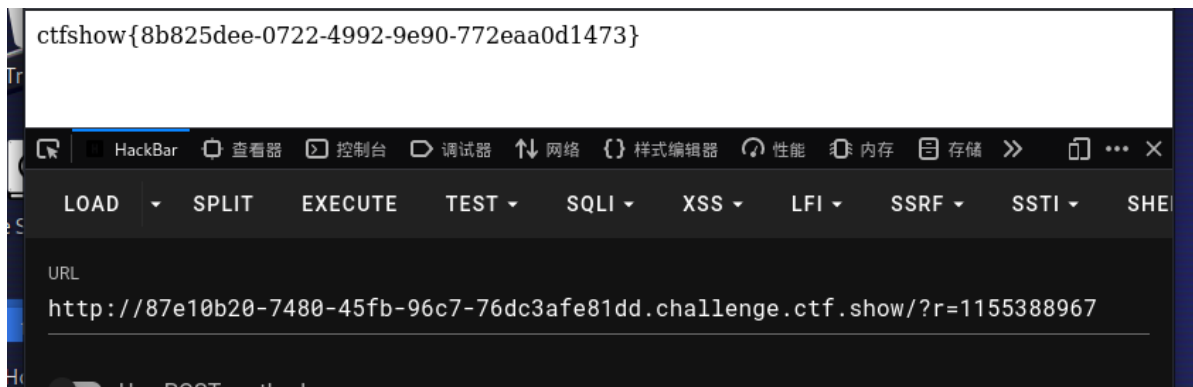 ctfshow{8b825dee-0722-4992-9e90-772eaa0d1473}
Tr
HackBar 查看器 控制台 调试器 网络 样式编辑器 性能 内存 存储
LOAD SPLIT EXECUTE TEST SQLI XSS LFI SSRF SSTI SHE
URL
http://87e10b20-7480-45fb-96c7-76dc3afe81dd.challenge.ctf.show/?r=1155388967